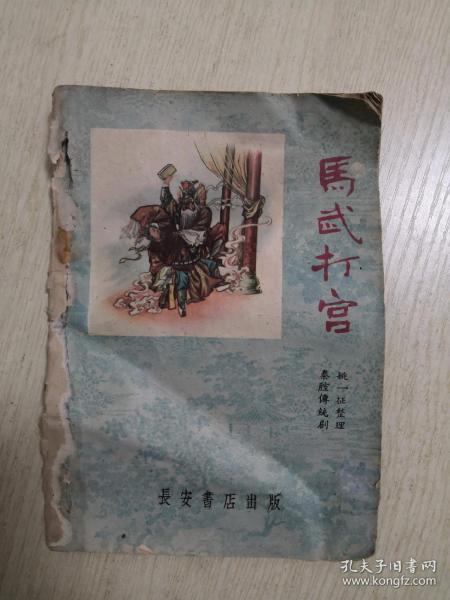 馬武打宫
姚一征整理
秦腔傳統劇
長安書店出版
孔夫子旧书网
www.kongfz.com